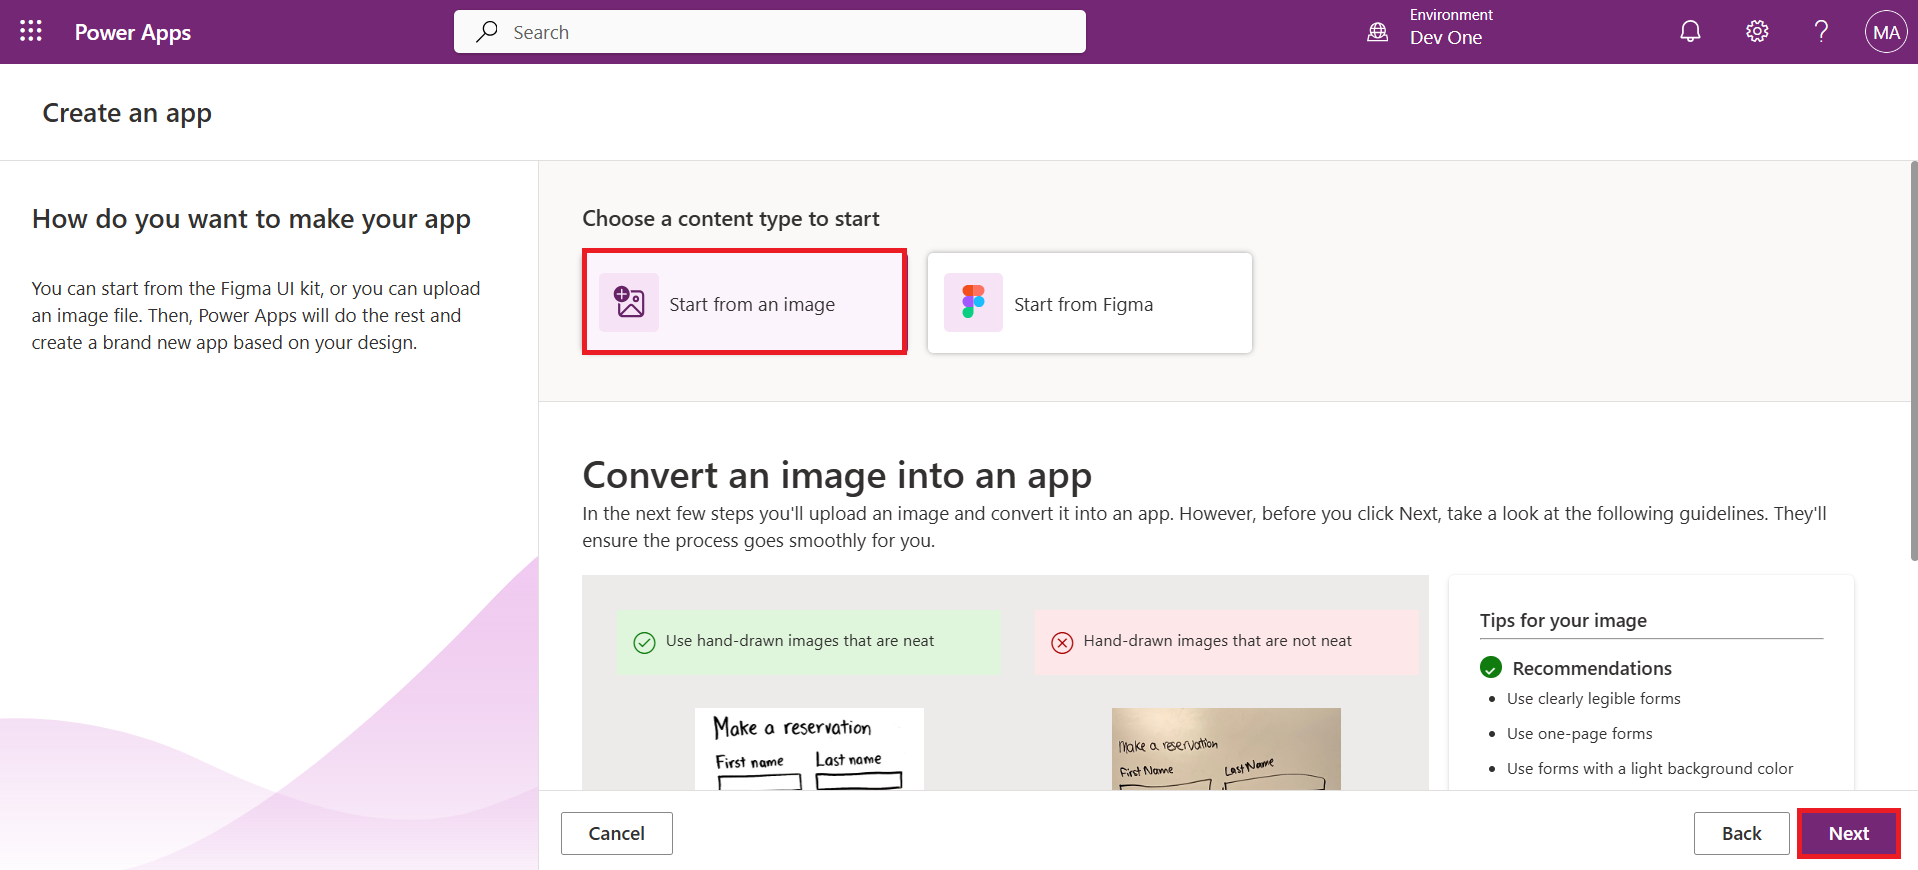 Power Apps
Search
Environment
Dev One
MA
Create an app
How do you want to make your app
You can start from the Figma UI kit, or you can upload
an image file. Then, Power Apps will do the rest and
create a brand new app based on your design.
Choose a content type to start
Start from an image
Start from Figma
Convert an image into an app
In the next few steps you'll upload an image and convert it into an app. However, before you click Next, take a look at the following guidelines. They'll
ensure the process goes smoothly for you.
Use hand-drawn images that are neat
Make a reservation
First name Last name
Hand-drawn images that are not neat
Make a reservation
First Name Last Name
Tips for your image
Recommendations
• Use clearly legible forms
• Use one-page forms
• Use forms with a light background color
Cancel
Back
Next